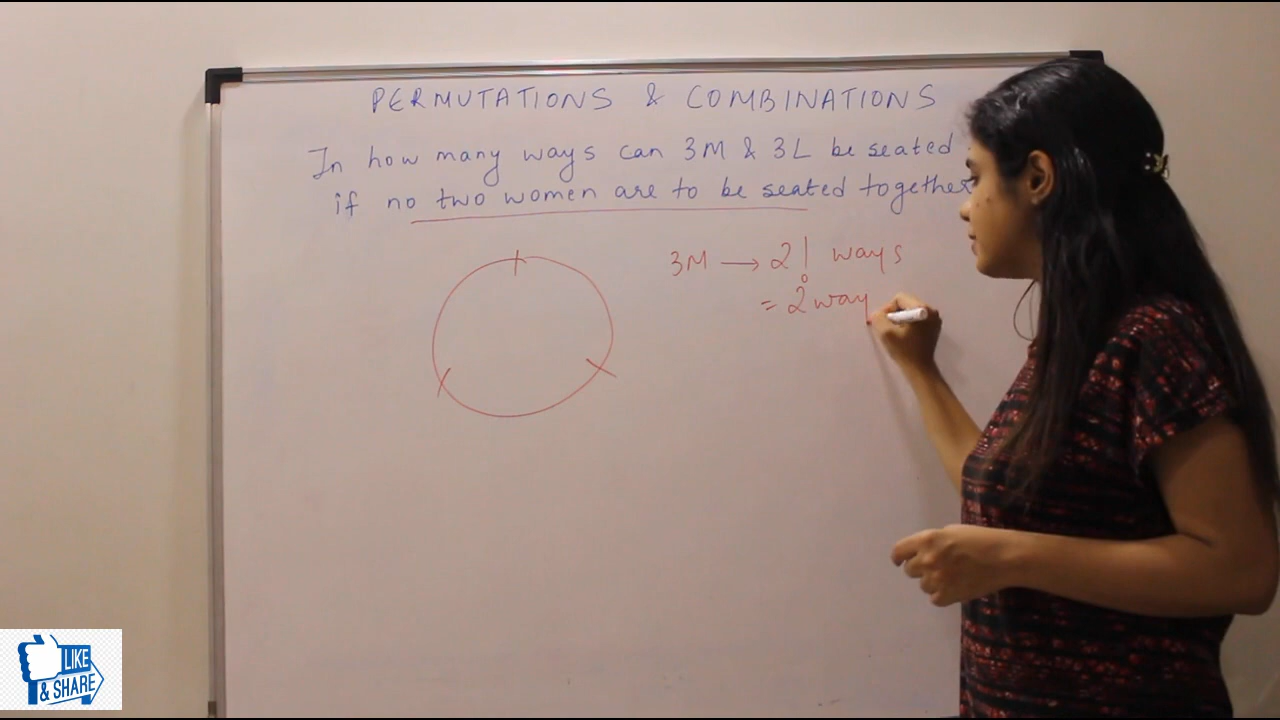 PERMUTATIONS & COMBINATIONS
In how many ways can 3M & 3L be seated
if no two women are to be seated together
3M → 2! ways
= 2 way
LIKE
& SHARE